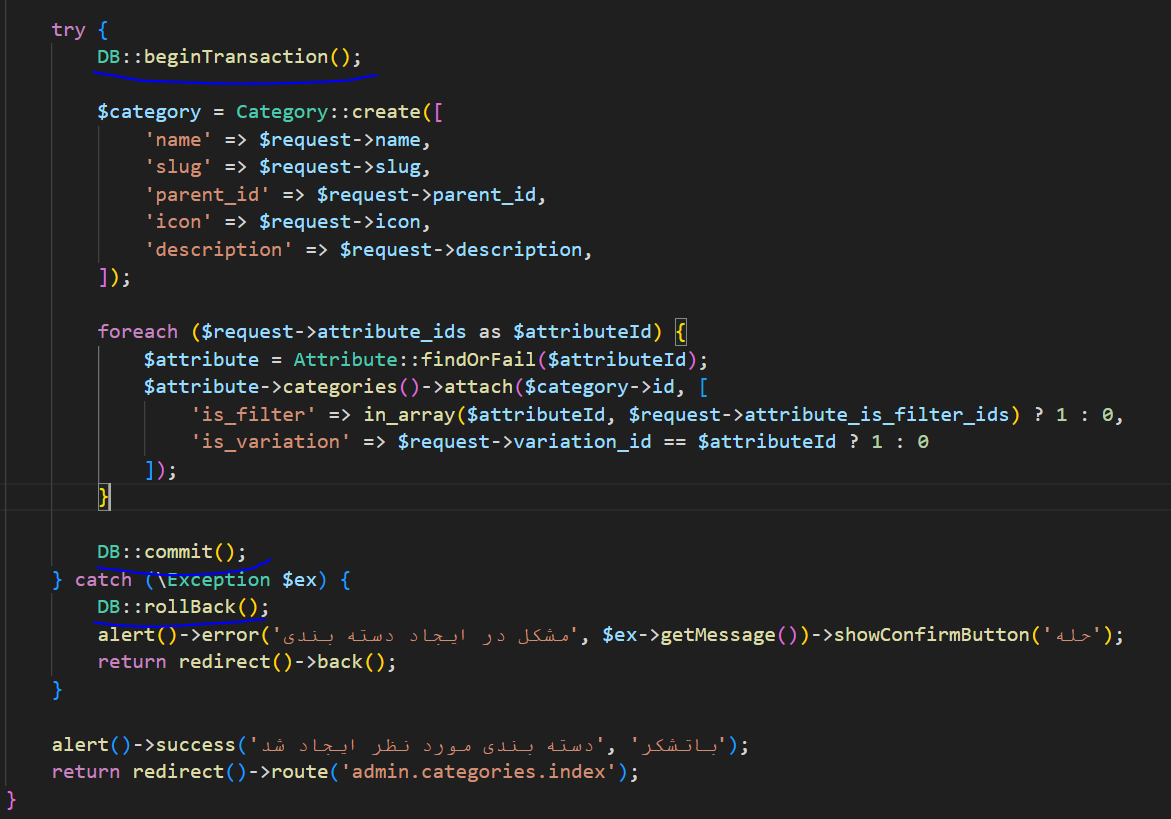 try {
DB::beginTransaction();
$category = Category::create([
'name' => $request->name,
'slug' => $request->slug,
'parent_id' => $request->parent_id,
'icon' => $request->icon,
'description' => $request->description,
]);
foreach ($request->attribute_ids as $attributeId) {
$attribute = Attribute::findOrFail($attributeId);
$attribute->categories()->attach($category->id, [
'is_filter' => in_array($attributeId, $request->attribute_is_filter_ids) ? 1 : 0,
'is_variation' => $request->variation_id == $attributeId ? 1 : 0
]);
}
DB::commit();
} catch (\Exception $ex) {
DB::rollBack();
alert()->error('مشکل در ایجاد دسته بندی', $ex->getMessage())->showConfirmButton('حله');
return redirect()->back();
}
alert()->success('دسته بندی مورد نظر ایجاد شد', 'باتشکر');
return redirect()->route('admin.categories.index');
}